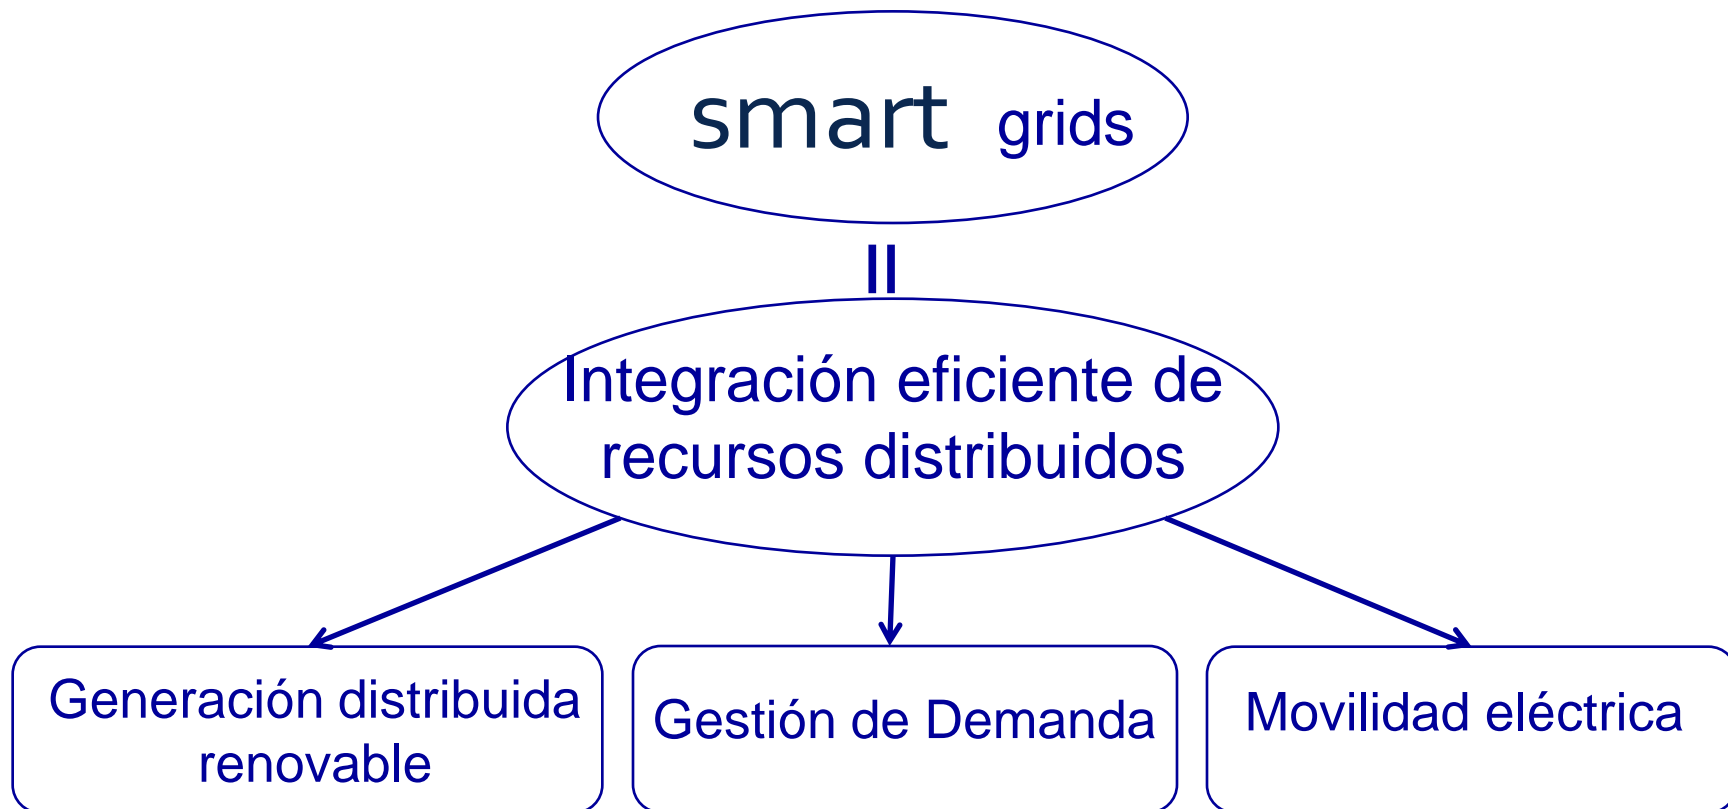 smart grids
=
Integración eficiente de
recursos distribuidos
Generación distribuida
renovable
Gestión de Demanda
Movilidad eléctrica